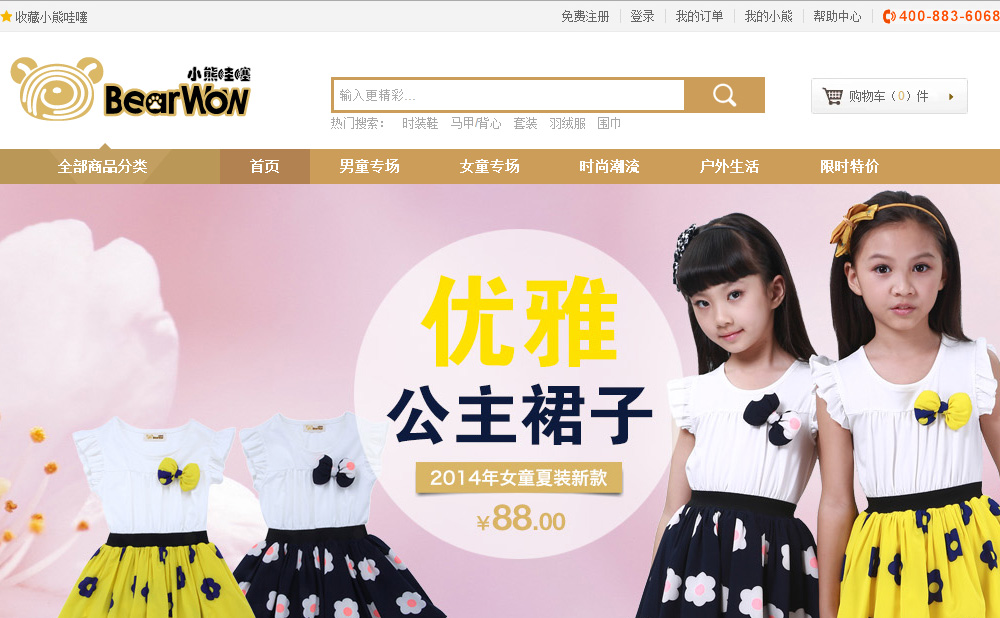 收藏小熊哇噻
免费注册 登录 我的订单 我的小熊 帮助中心 400-883-6068
小熊哇噻
BearWon
输入更精彩...
购物车（0）件
热门搜索： 时装鞋 马甲/背心 套装 羽绒服 围巾
全部商品分类 首页 男童专场 女童专场 时尚潮流 户外生活 限时特价
优雅
公主裙子
2014年女童夏装新款
¥88.00